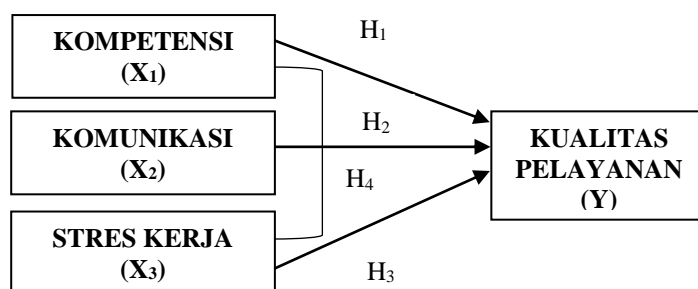 KOMPETENSI
(X₁)
H₁
KOMUNIKASI
(X₂)
H₂
KUALITAS
PELAYANAN
(Y)
H₄
STRES KERJA
(X₃)
H₃